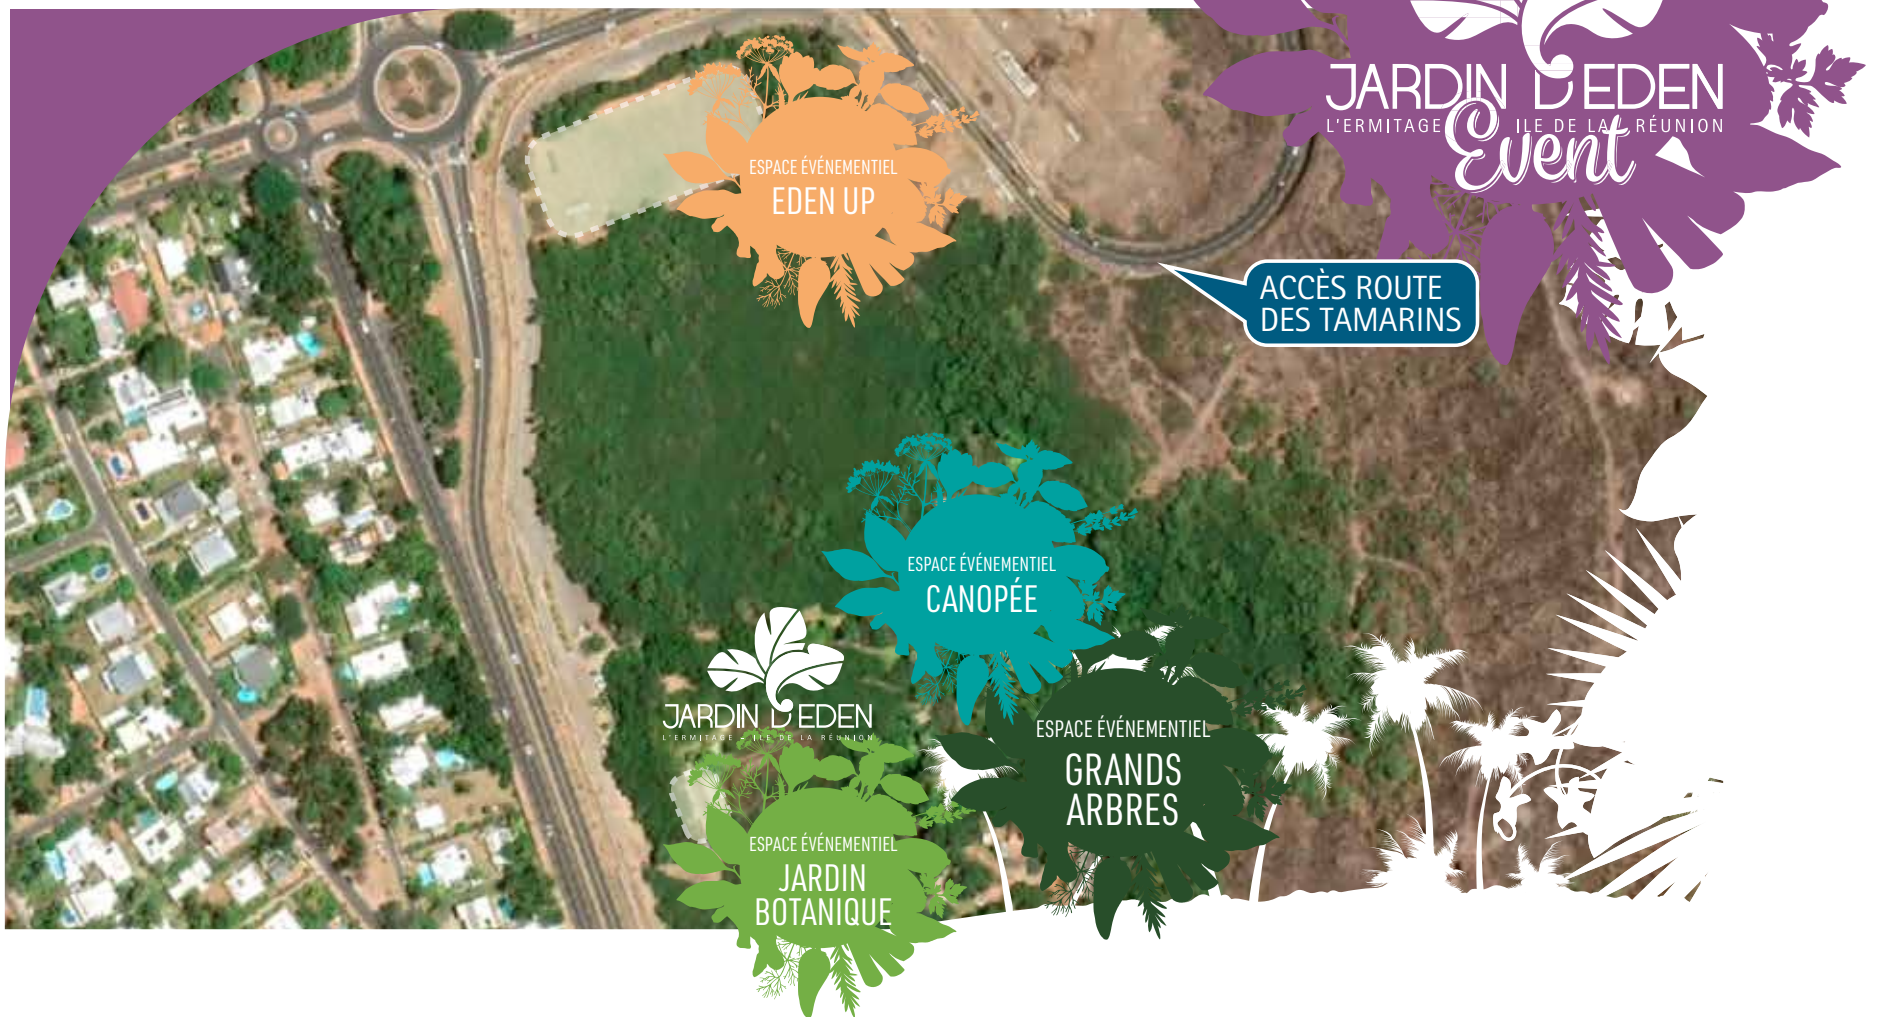 JARDIN D'EDEN
L'ERMITAGE ILE DE LA RÉUNION
Event
ESPACE ÉVÉNEMENTIEL
EDEN UP
ACCÈS ROUTE
DES TAMARINS
ESPACE ÉVÉNEMENTIEL
CANOPÉE
JARDIN D'EDEN
L'ERMITAGE - ILE DE LA RÉUNION
ESPACE ÉVÉNEMENTIEL
GRANDS
ARBRES
ESPACE ÉVÉNEMENTIEL
JARDIN
BOTANIQUE